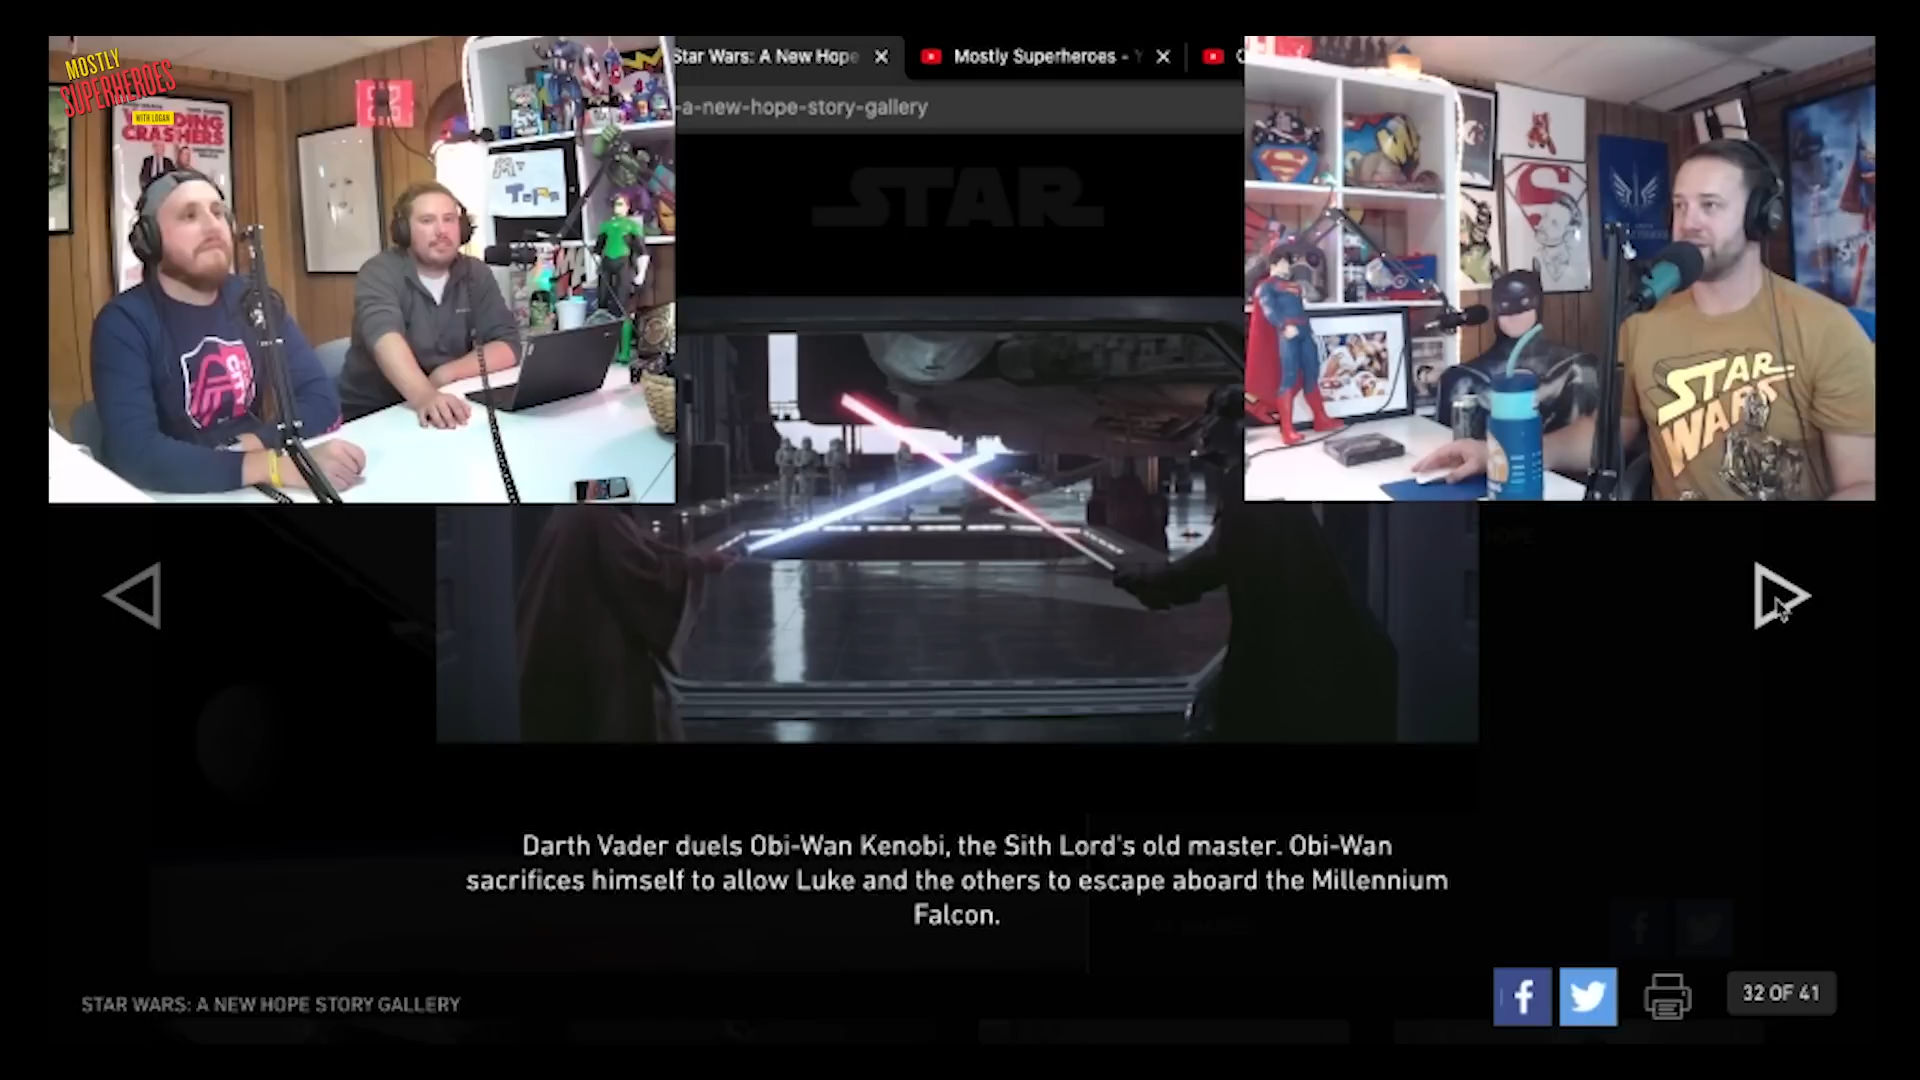 MOSTLY
SUPERHEROES
WITH LOGAN
CRASHERS
CITY
Star Wars: A New Hope
Mostly Superheroes -
-a-new-hope-story-gallery
STAR
STAR
WARS
Darth Vader duels Obi-Wan Kenobi, the Sith Lord's old master. Obi-Wan
sacrifices himself to allow Luke and the others to escape aboard the Millennium
Falcon.
STAR WARS: A NEW HOPE STORY GALLERY
32 OF 41